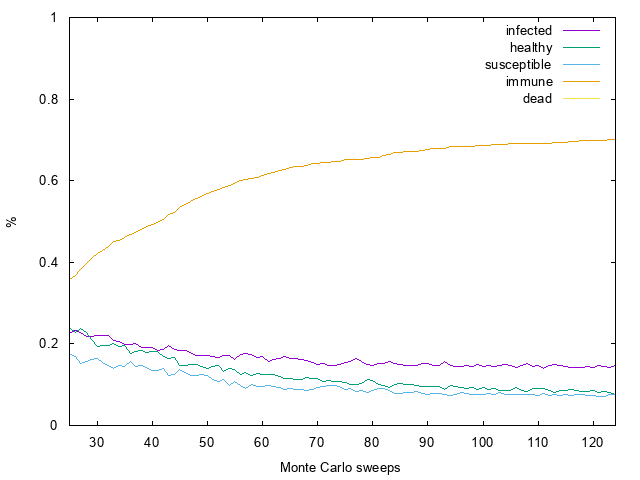 1
0.8
0.6
0.4
0.2
0
%
30 40 50 60 70 80 90 100 110 120
Monte Carlo sweeps
infected
healthy
susceptible
immune
dead